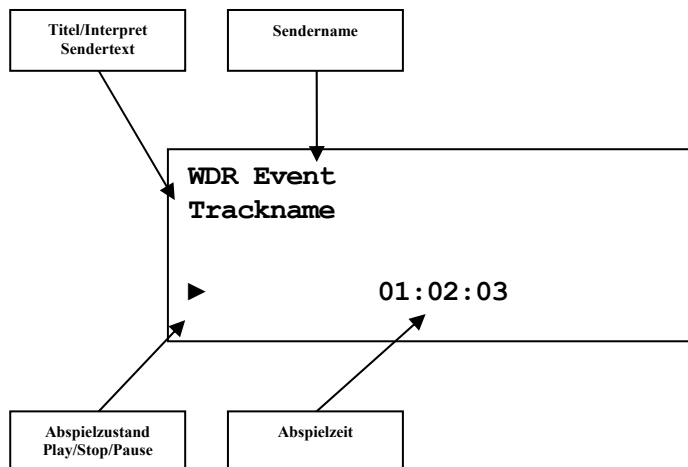 Titel/Interpret
Sendertext
Sendername
WDR Event
Trackname
► 01:02:03
Abspielzustand
Play/Stop/Pause
Abspielzeit